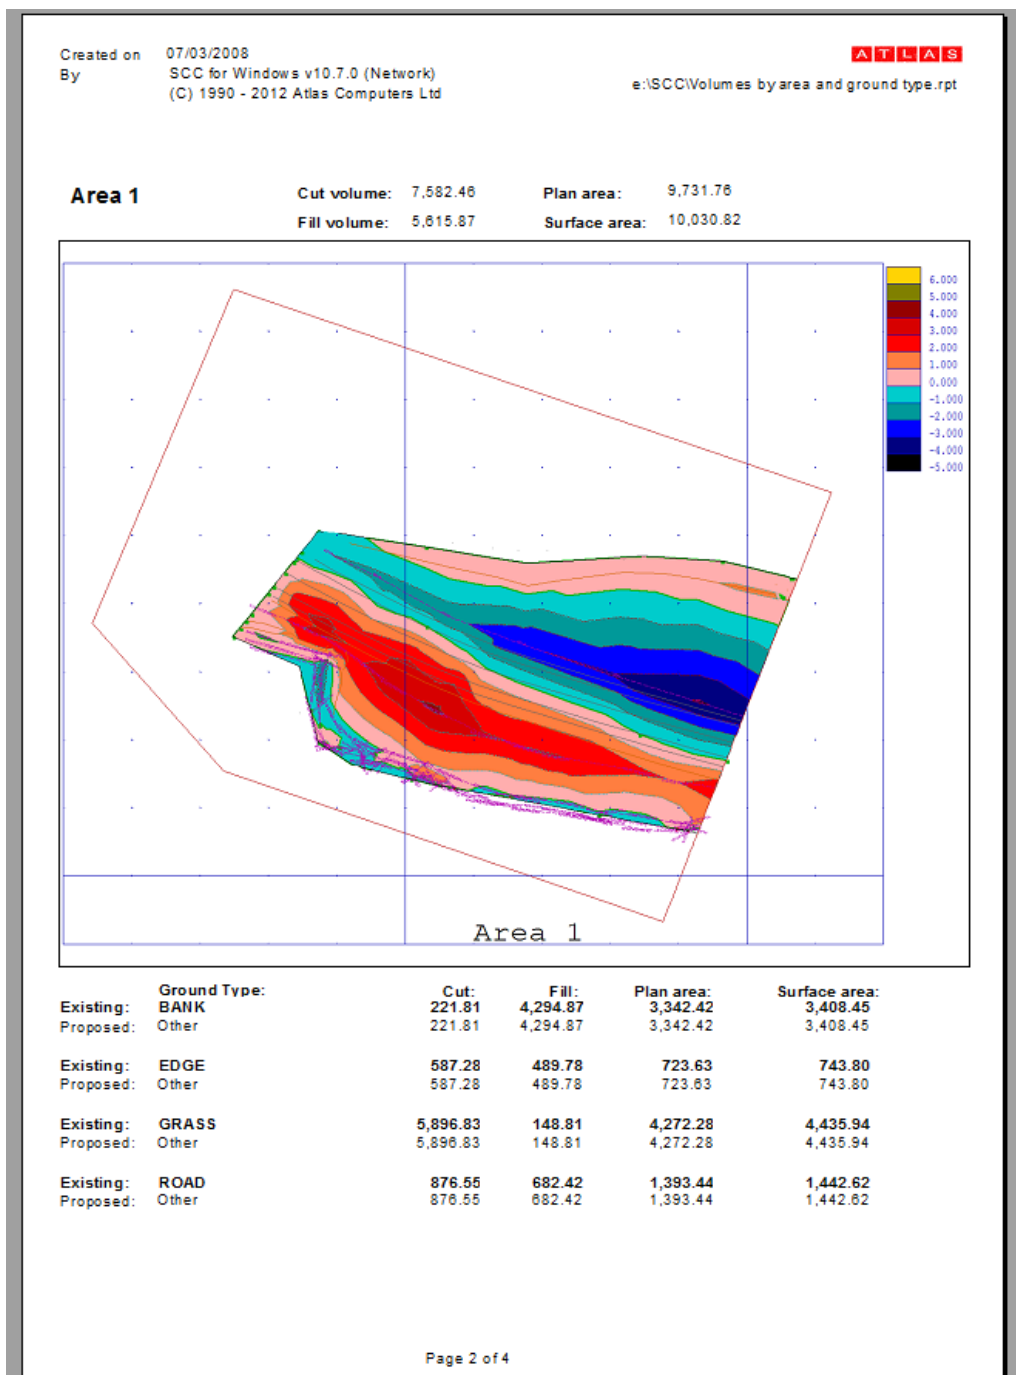 Created on 07/03/2008
ATLAS
By SCC for Windows v10.7.0 (Network)
(C) 1990 - 2012 Atlas Computers Ltd
e:\SCC\Volumes by area and ground type.rpt
Area 1 Cut volume: 7,582.46 Plan area: 9,731.76
Fill volume: 5,615.87 Surface area: 10,030.82
6.000
5.000
4.000
3.000
2.000
1.000
0.000
-1.000
-2.000
-3.000
-4.000
-5.000
Area 1
Ground Type: Cut: Fill: Plan area: Surface area:
Existing: BANK 221.81 4,294.87 3,342.42 3,408.45
Proposed: Other 221.81 4,294.87 3,342.42 3,408.45
Existing: EDGE 587.28 489.78 723.63 743.80
Proposed: Other 587.28 489.78 723.63 743.80
Existing: GRASS 5,896.83 148.81 4,272.28 4,435.94
Proposed: Other 5,896.83 148.81 4,272.28 4,435.94
Existing: ROAD 876.55 682.42 1,393.44 1,442.62
Proposed: Other 876.55 682.42 1,393.44 1,442.62
Page 2 of 4